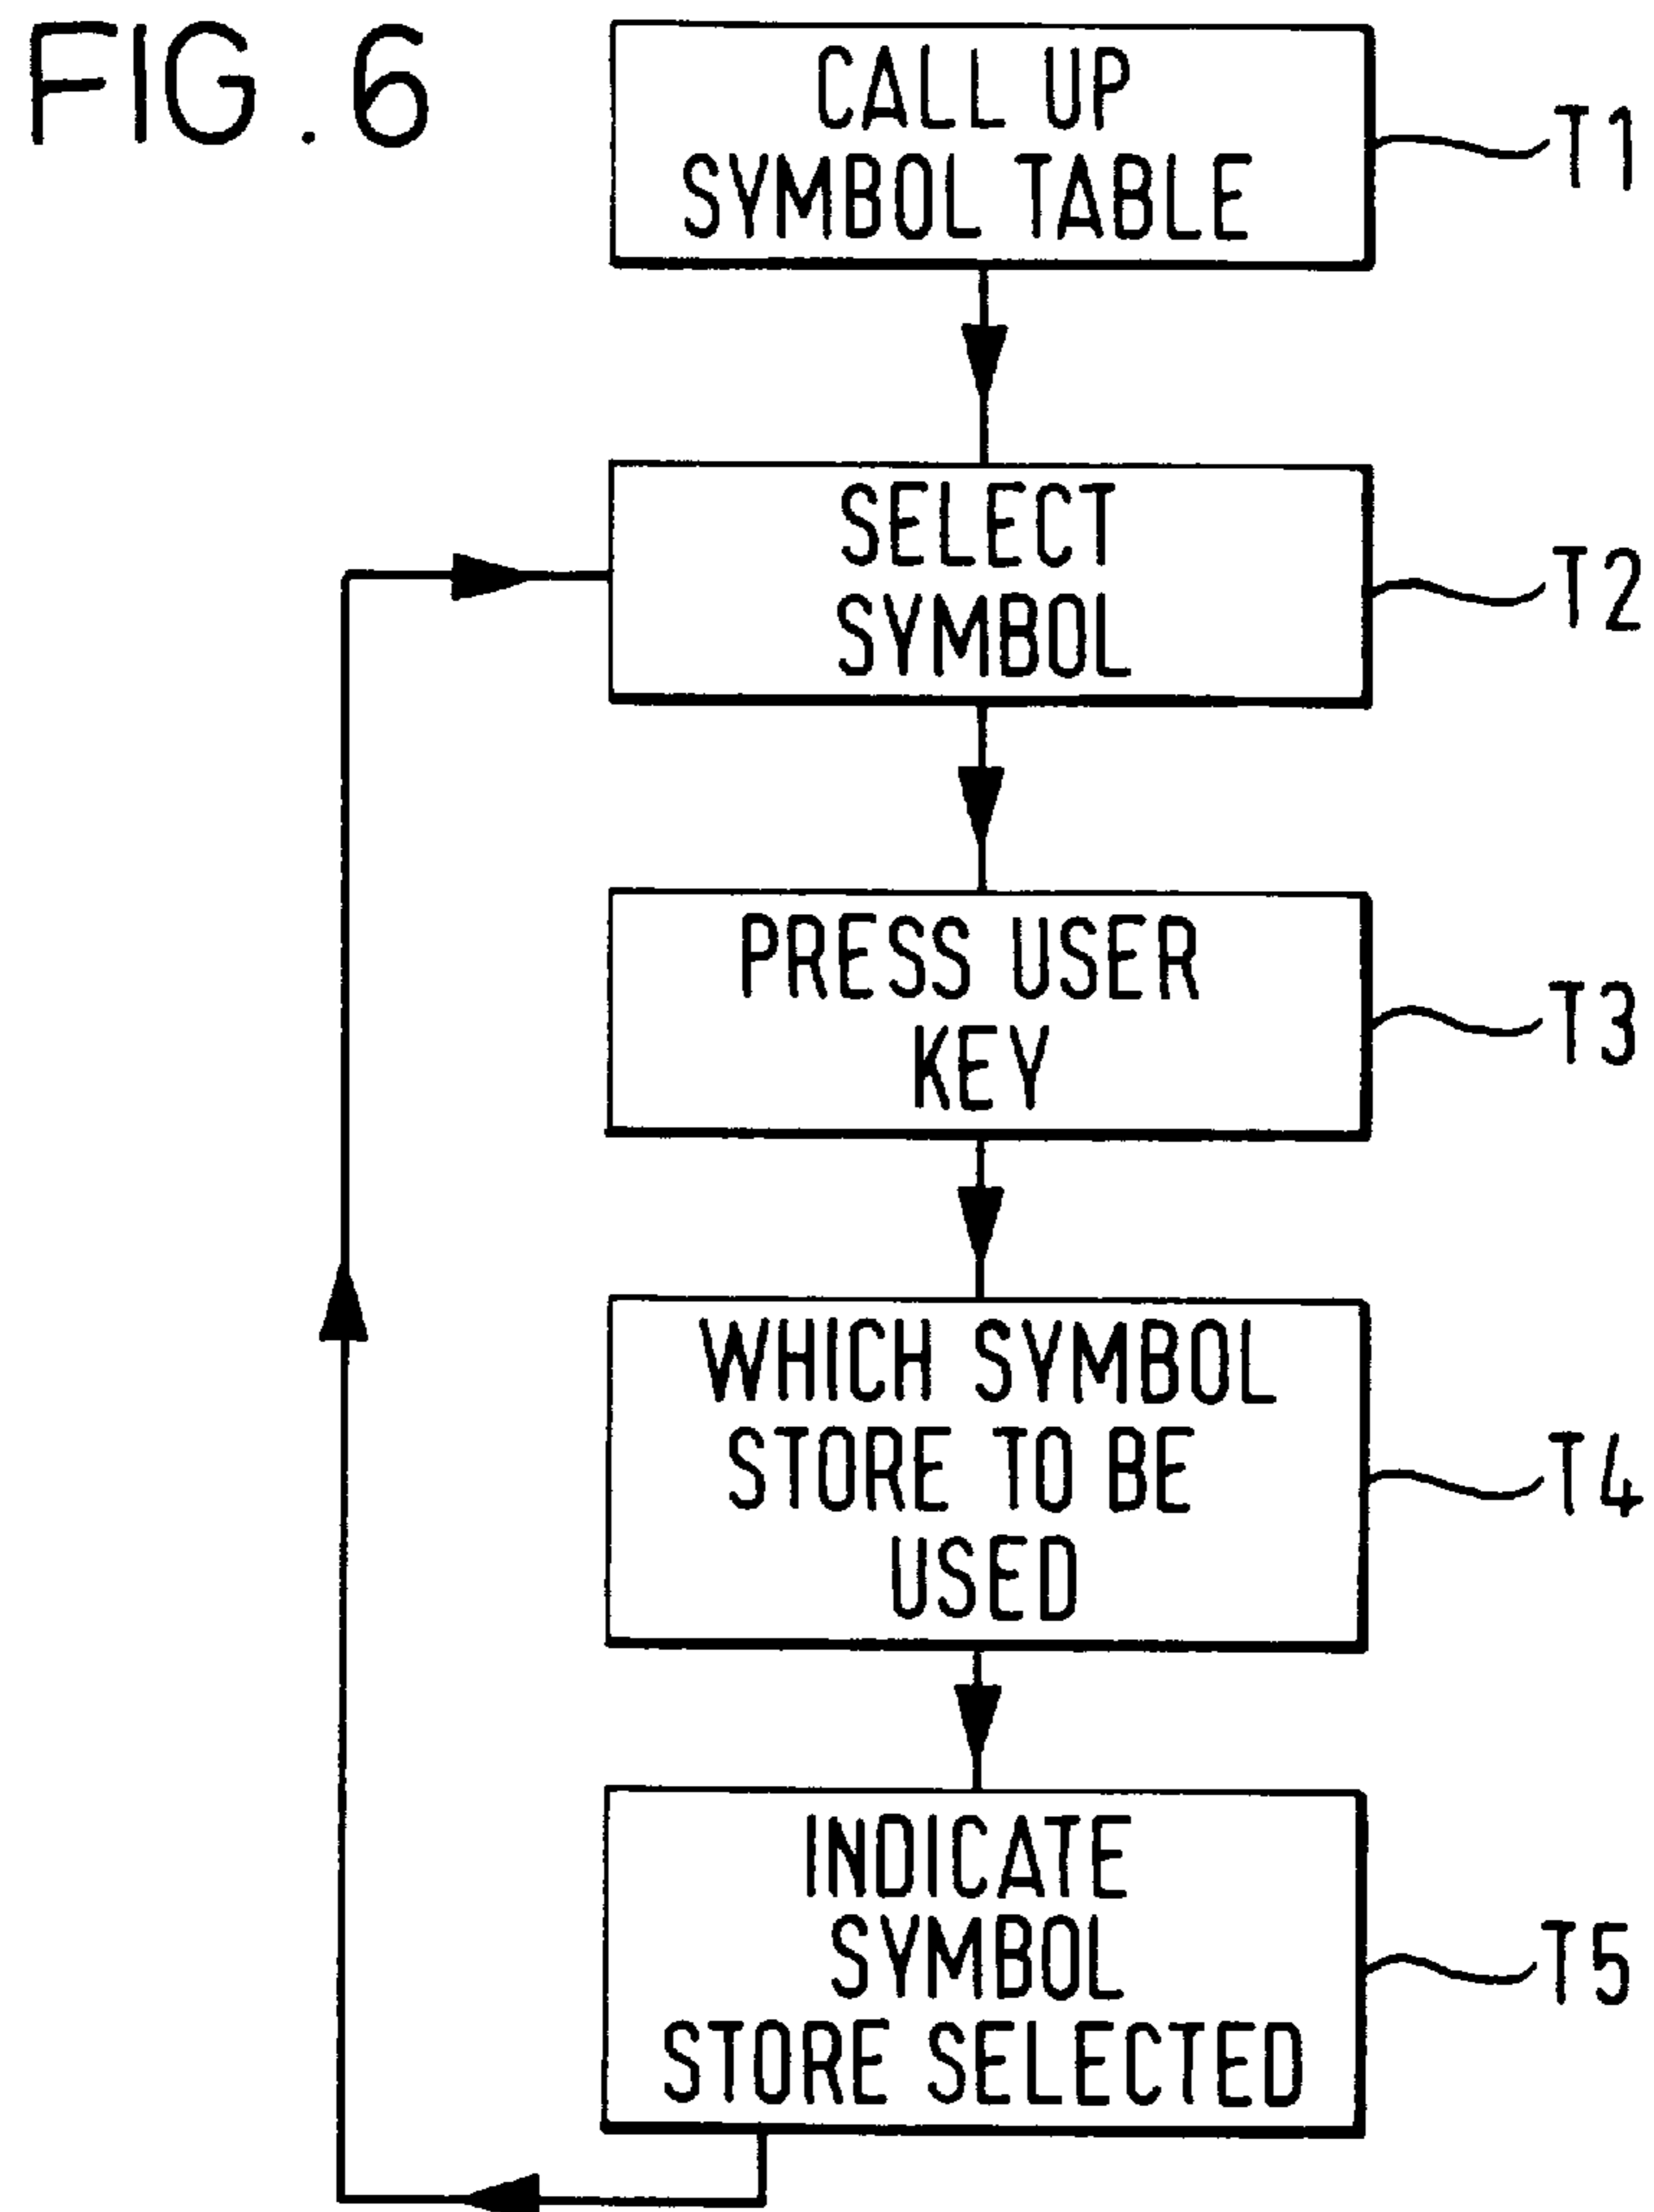 FIG. 6
CALL UP
SYMBOL TABLE
T1
SELECT
SYMBOL
T2
PRESS USER
KEY
T3
WHICH SYMBOL
STORE TO BE
USED
T4
INDICATE
SYMBOL
STORE SELECTED
T5